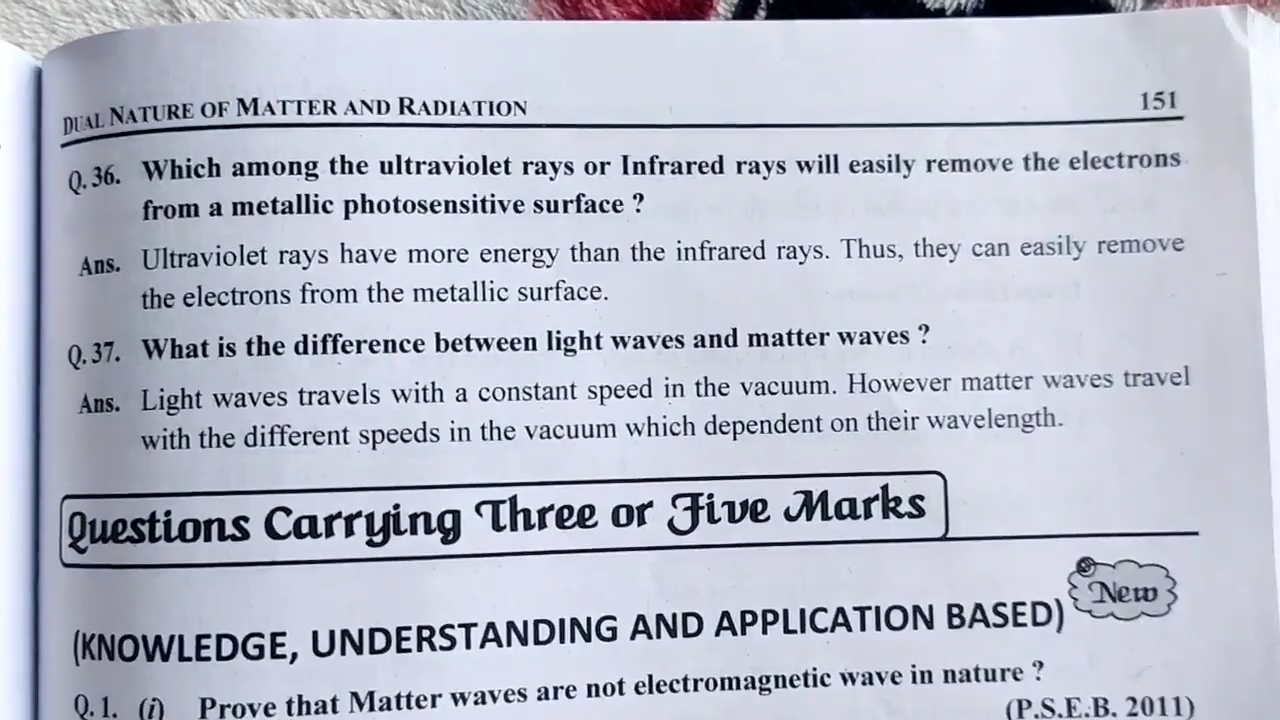 DUAL NATURE OF MATTER AND RADIATION 151
Q. 36. Which among the ultraviolet rays or Infrared rays will easily remove the electrons
from a metallic photosensitive surface ?
Ans. Ultraviolet rays have more energy than the infrared rays. Thus, they can easily remove
the electrons from the metallic surface.
Q. 37. What is the difference between light waves and matter waves ?
Ans. Light waves travels with a constant speed in the vacuum. However matter waves travel
with the different speeds in the vacuum which dependent on their wavelength.
Questions Carrying Three or Five Marks
New
(KNOWLEDGE, UNDERSTANDING AND APPLICATION BASED)
Q. 1. (i) Prove that Matter waves are not electromagnetic wave in nature ?
(P.S.E.B. 2011)